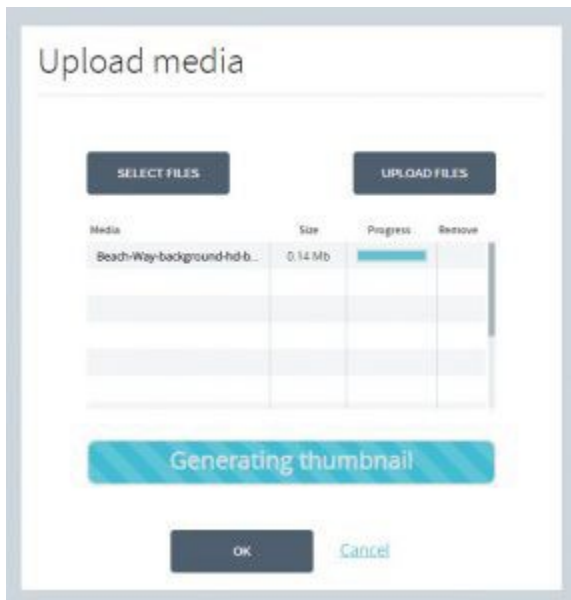 Upload media
SELECT FILES UPLOAD FILES
Media Size Progress Remove
Beach-Way-background-hd-b... 0.14 Mb
Generating thumbnail
OK Cancel